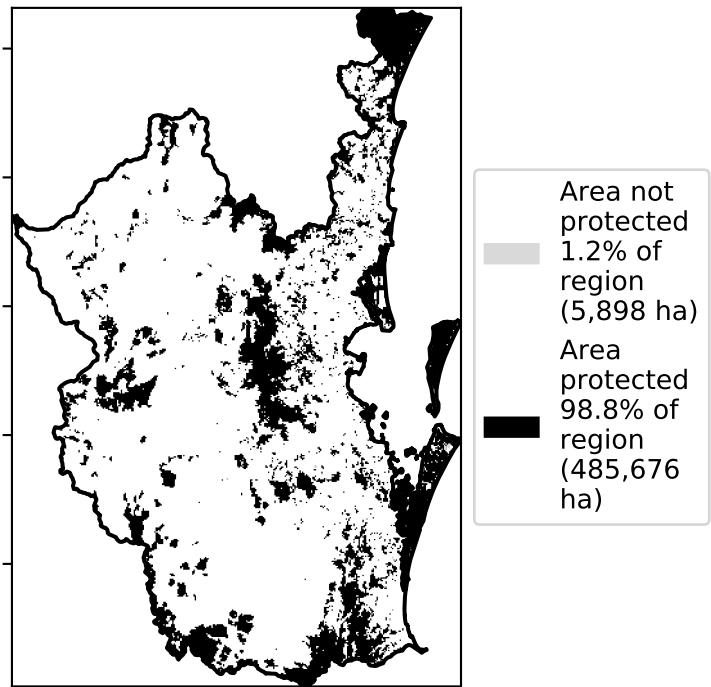 Area not
protected
1.2% of
region
(5,898 ha)
Area
protected
98.8% of
region
(485,676
ha)